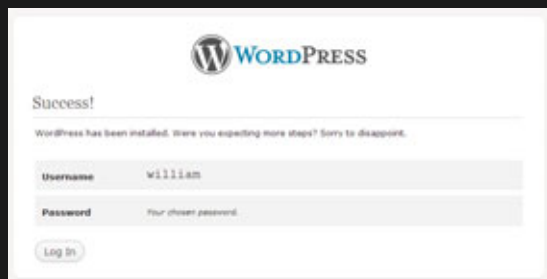 WORDPRESS
Success!
WordPress has been installed. Were you expecting more steps? Sorry to disappoint.
Username william
Password Your chosen password.
Log In